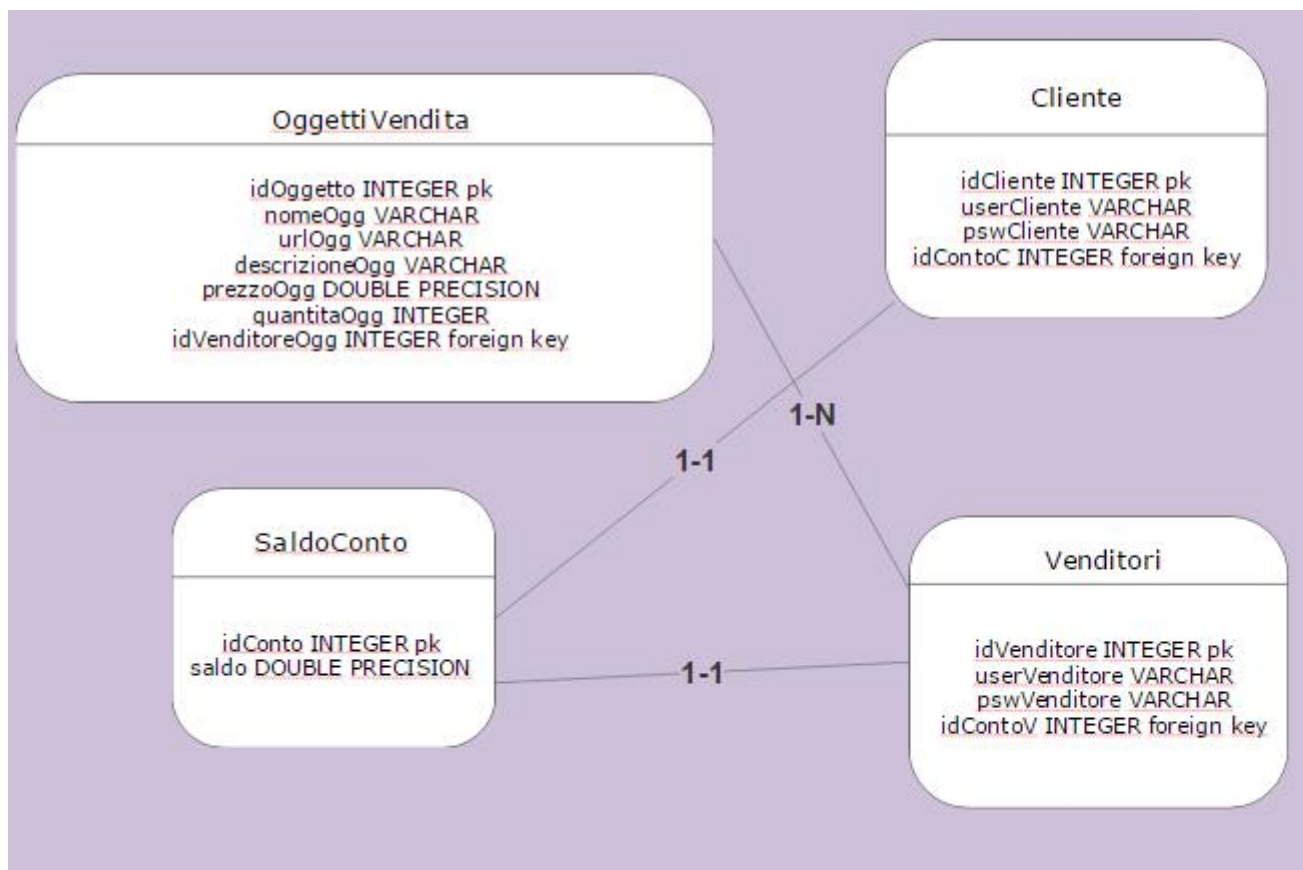 OggettiVendita
idOggetto INTEGER pk
nomeOgg VARCHAR
urlOgg VARCHAR
descrizioneOgg VARCHAR
prezzoOgg DOUBLE PRECISION
quantitaOgg INTEGER
idVenditoreOgg INTEGER foreign key
Cliente
idCliente INTEGER pk
userCliente VARCHAR
pswCliente VARCHAR
idContoC INTEGER foreign key
1-N
1-1
SaldoConto
idConto INTEGER pk
saldo DOUBLE PRECISION
1-1
Venditori
idVenditore INTEGER pk
userVenditore VARCHAR
pswVenditore VARCHAR
idContoV INTEGER foreign key